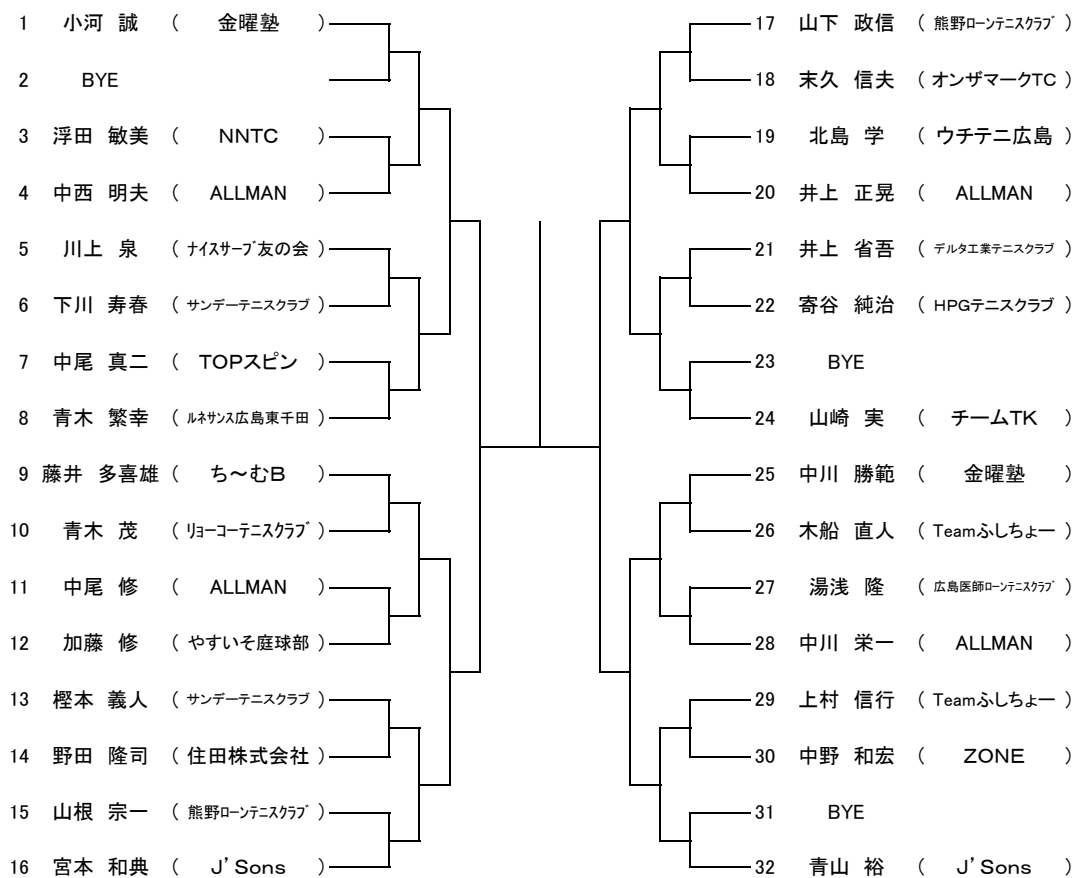 1 小河 誠 ( 金曜塾 )
2 BYE
3 浮田 敏美 ( NNTC )
4 中西 明夫 ( ALLMAN )
5 川上 泉 ( ナイスサーブ友の会 )
6 下川 寿春 ( サンデーテニスクラブ )
7 中尾 真二 ( TOPスピン )
8 青木 繁幸 ( ルネサンス広島東千田 )
9 藤井 多喜雄 ( ち～むB )
10 青木 茂 ( リョーコーテニスクラブ )
11 中尾 修 ( ALLMAN )
12 加藤 修 ( やすいそ庭球部 )
13 樫本 義人 ( サンデーテニスクラブ )
14 野田 隆司 ( 住田株式会社 )
15 山根 宗一 ( 熊野ローンテニスクラブ )
16 宮本 和典 ( J'Sons )
17 山下 政信 ( 熊野ローンテニスクラブ )
18 末久 信夫 ( オンザマークTC )
19 北島 学 ( ウチテニ広島 )
20 井上 正晃 ( ALLMAN )
21 井上 省吾 ( デルタ工業テニスクラブ )
22 寄谷 純治 ( HPGテニスクラブ )
23 BYE
24 山崎 実 ( チームTK )
25 中川 勝範 ( 金曜塾 )
26 木船 直人 ( Teamふしちょー )
27 湯浅 隆 ( 広島医師ローンテニスクラブ )
28 中川 栄一 ( ALLMAN )
29 上村 信行 ( Teamふしちょー )
30 中野 和宏 ( ZONE )
31 BYE
32 青山 裕 ( J'Sons )